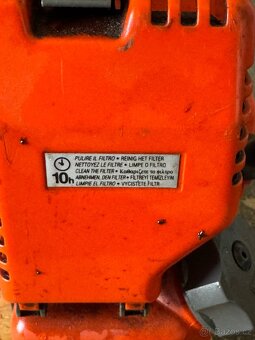 PULIRE IL FILTRO • REINIG HET FILTER
NETTOYEZ LE FILTRE • LIMPE O FILTRO
CLEAN THE FILTER • Καθαρίζετε το φίλτρο
ABNEHMEN, DEN FILTER • FILTREYI TEMIZLEYIN
LIMPIE EL FILTRO • VYCISTĚTE FILTR.
10h